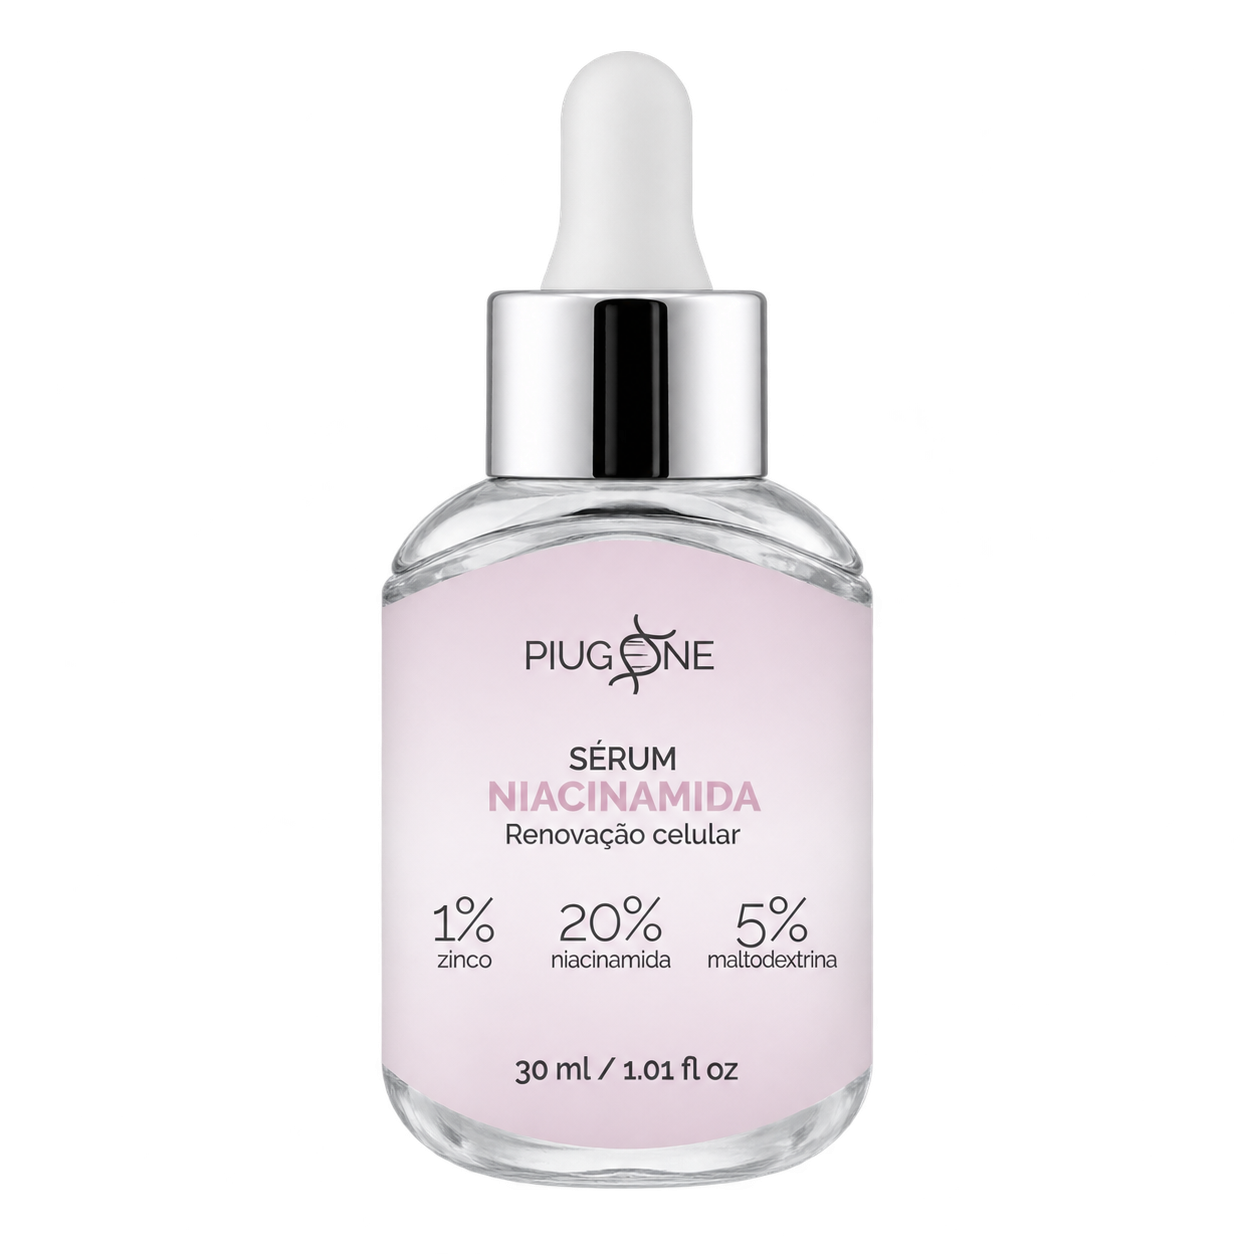 PIUGONE
SÉRUM
NIACINAMIDA
Renovação celular
1% 20% 5%
zinco niacinamida maltodextrina
30 ml / 1.01 fl oz